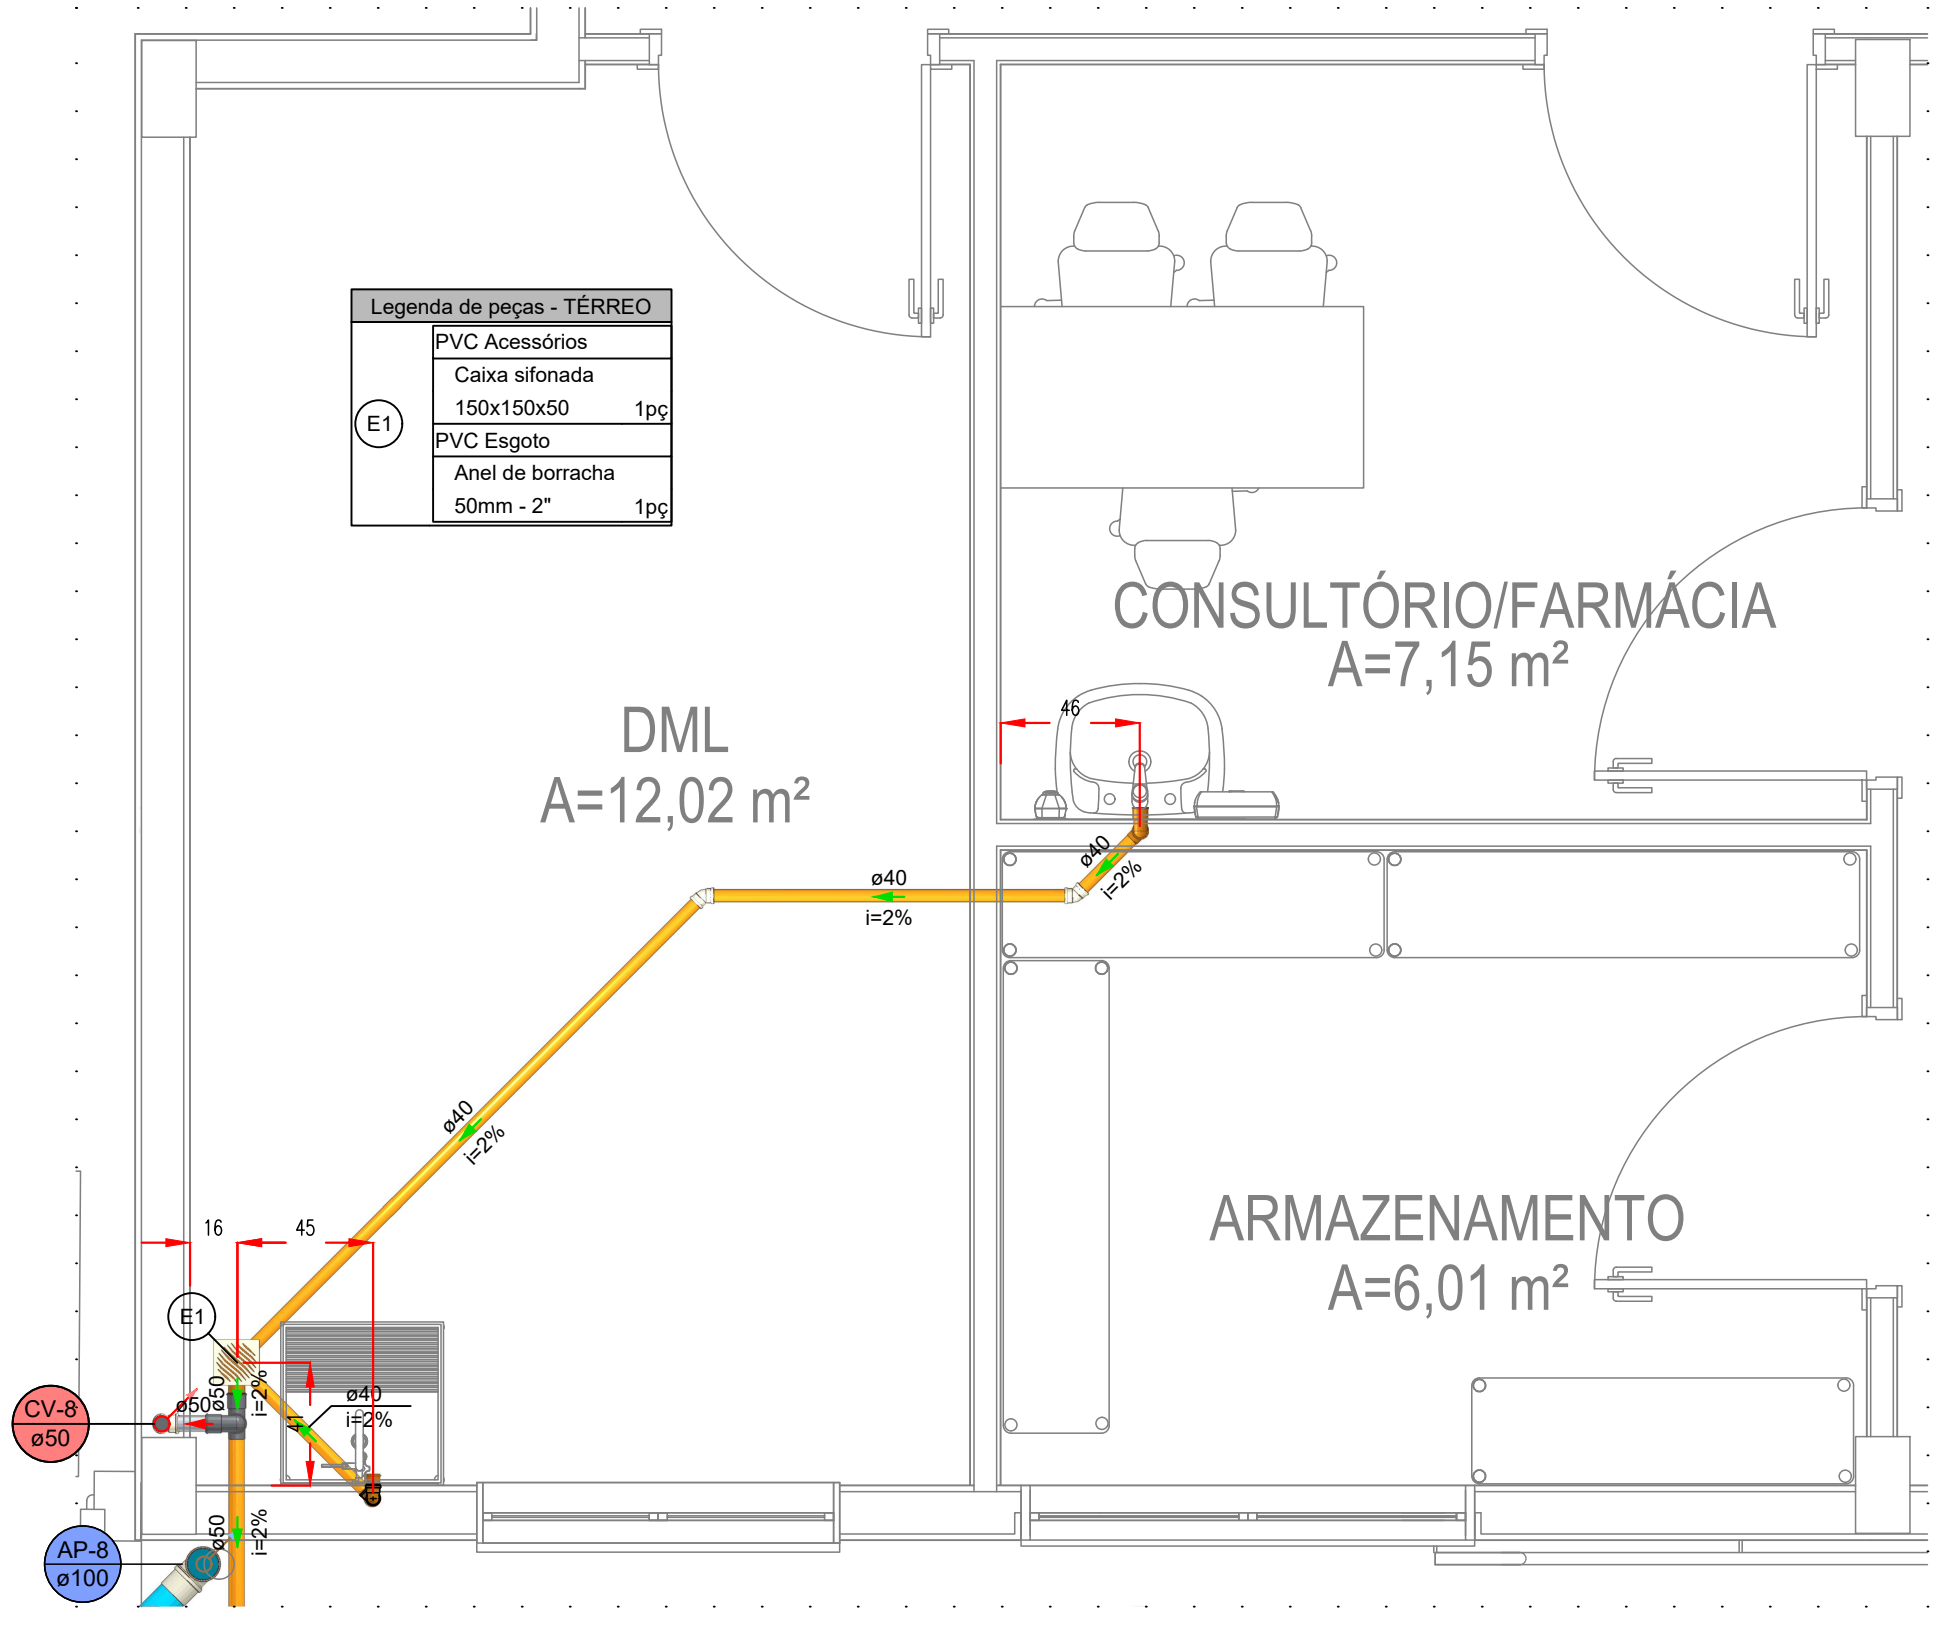 Legenda de peças - TÉRREO
PVC Acessórios
Caixa sifonada
150x150x50 1pç
E1
PVC Esgoto
Anel de borracha
50mm - 2" 1pç
CONSULTÓRIO/FARMÁCIA
A=7,15 m²
46
DML
A=12,02 m²
ø40
i=2%
ø40
i=2%
ø40
i=2%
ARMAZENAMENTO
A=6,01 m²
16
45
E1
ø50
i=2%
ø50
41
ø40
i=2%
CV-8
ø50
ø50
i=2%
AP-8
ø100